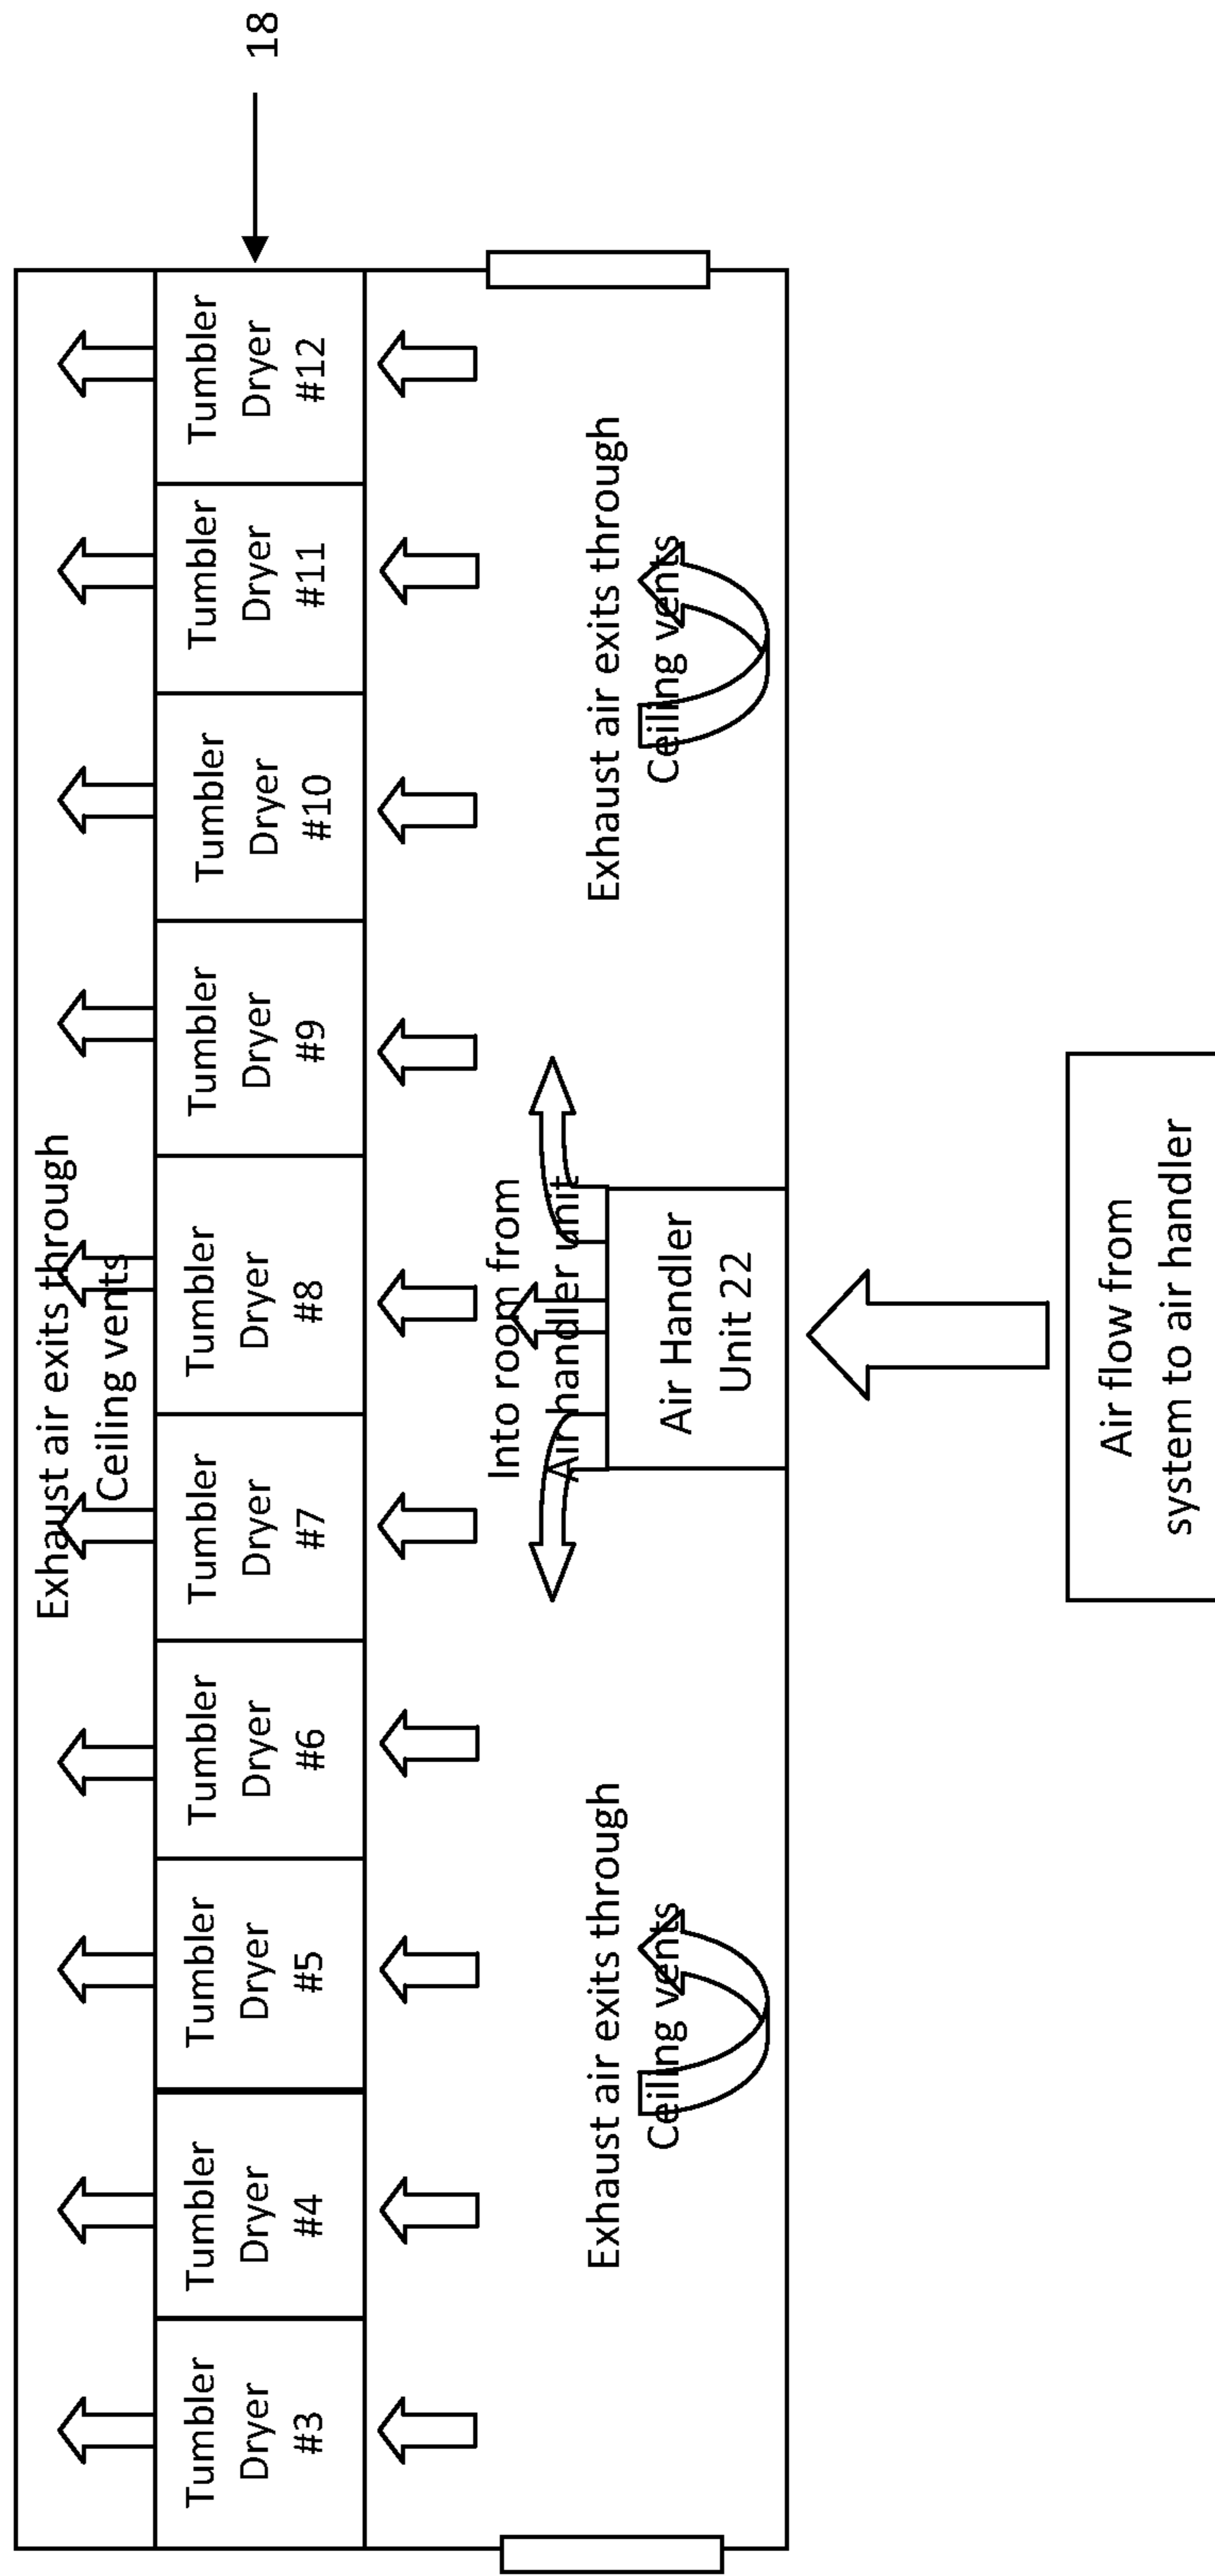 18
Exhaust air exits through
Ceiling vents
Tumbler
Dryer
#3
Tumbler
Dryer
#4
Tumbler
Dryer
#5
Tumbler
Dryer
#6
Tumbler
Dryer
#7
Tumbler
Dryer
#8
Tumbler
Dryer
#9
Tumbler
Dryer
#10
Tumbler
Dryer
#11
Tumbler
Dryer
#12
Into room from
Air handler unit
Exhaust air exits through
Ceiling vents
Exhaust air exits through
Ceiling vents
Air Handler
Unit 22
Air flow from
system to air handler